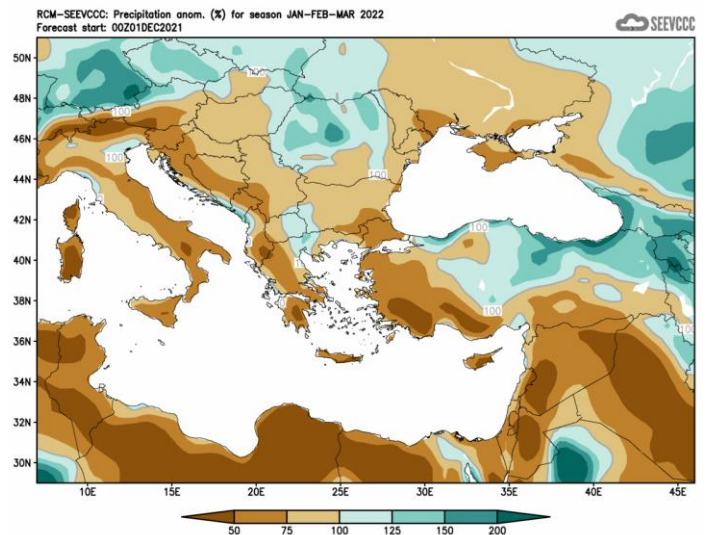 RCM-SEEVCCC: Precipitation anom. (%) for season JAN-FEB-MAR 2022
Forecast start: 00Z01DEC2021
SEEVCCC
50N
48N
46N
44N
42N
40N
38N
36N
34N
32N
30N
100
100
100
100
100
100
100
100
10E
15E
20E
25E
30E
35E
40E
45E
50
75
100
125
150
200